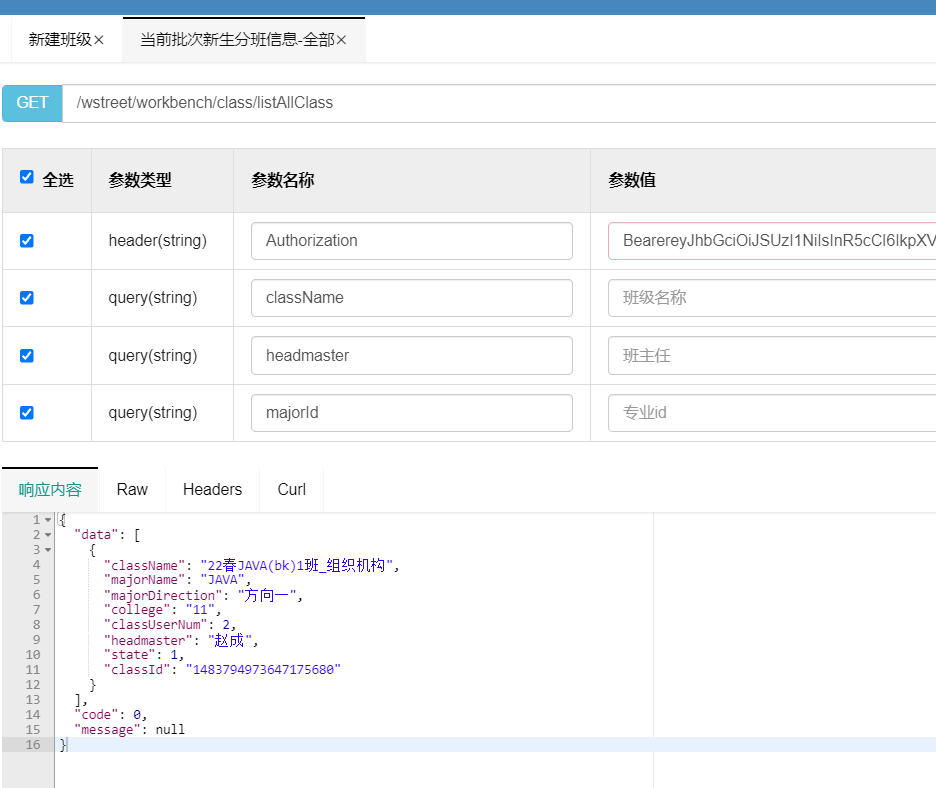 新建班级× 当前批次新生分班信息-全部×
GET /wstreet/workbench/class/listAllClass
全选 参数类型 参数名称 参数值
header(string) Authorization BearereyJhbGciOiJSUzI1NiIsInR5cCI6IkpXV
query(string) className 班级名称
query(string) headmaster 班主任
query(string) majorId 专业id
响应内容 Raw Headers Curl
1 {
2 "data": [
3 {
4 "className": "22春JAVA(bk)1班_组织机构",
5 "majorName": "JAVA",
6 "majorDirection": "方向一",
7 "college": "11",
8 "classUserNum": 2,
9 "headmaster": "赵成",
10 "state": 1,
11 "classId": "1483794973647175680"
12 }
13 ],
14 "code": 0,
15 "message": null
16 }